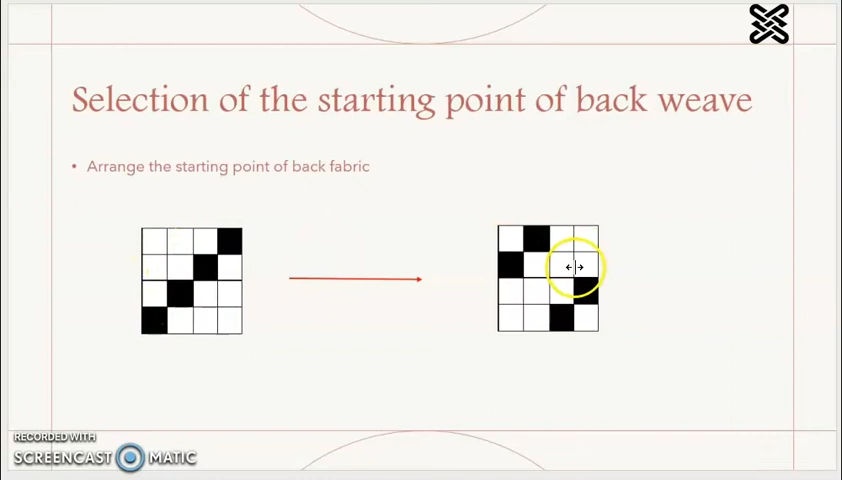 Selection of the starting point of back weave
• Arrange the starting point of back fabric
RECORDED WITH
SCREENCAST MATIC